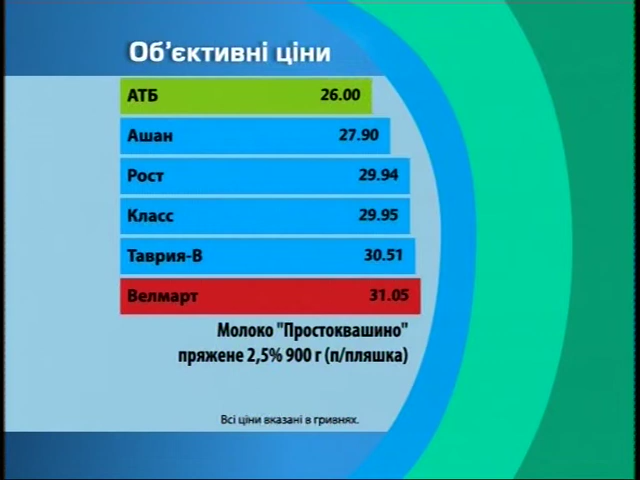 Об'єктивні ціни
АТБ 26.00
Ашан 27.90
Рост 29.94
Класс 29.95
Таврия-В 30.51
Велмарт 31.05
Молоко "Простоквашино"
пряжене 2,5% 900 г (п/пляшка)
Всі ціни вказані в гривнях.